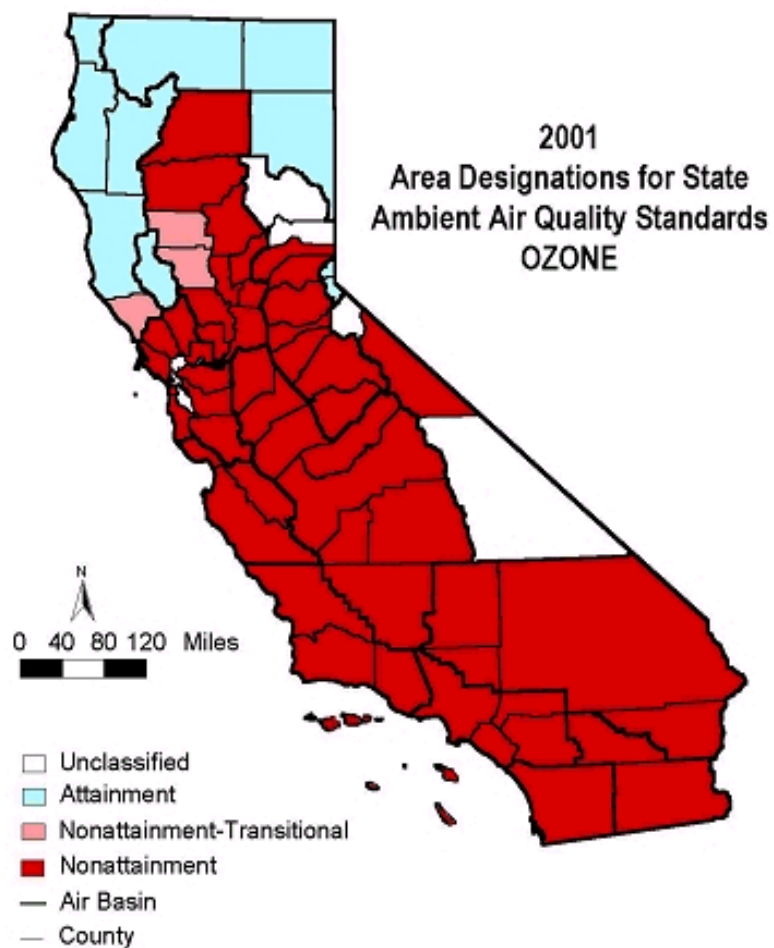 2001
Area Designations for State
Ambient Air Quality Standards
OZONE
N
0 40 80 120 Miles
Unclassified
Attainment
Nonattainment-Transitional
Nonattainment
Air Basin
County